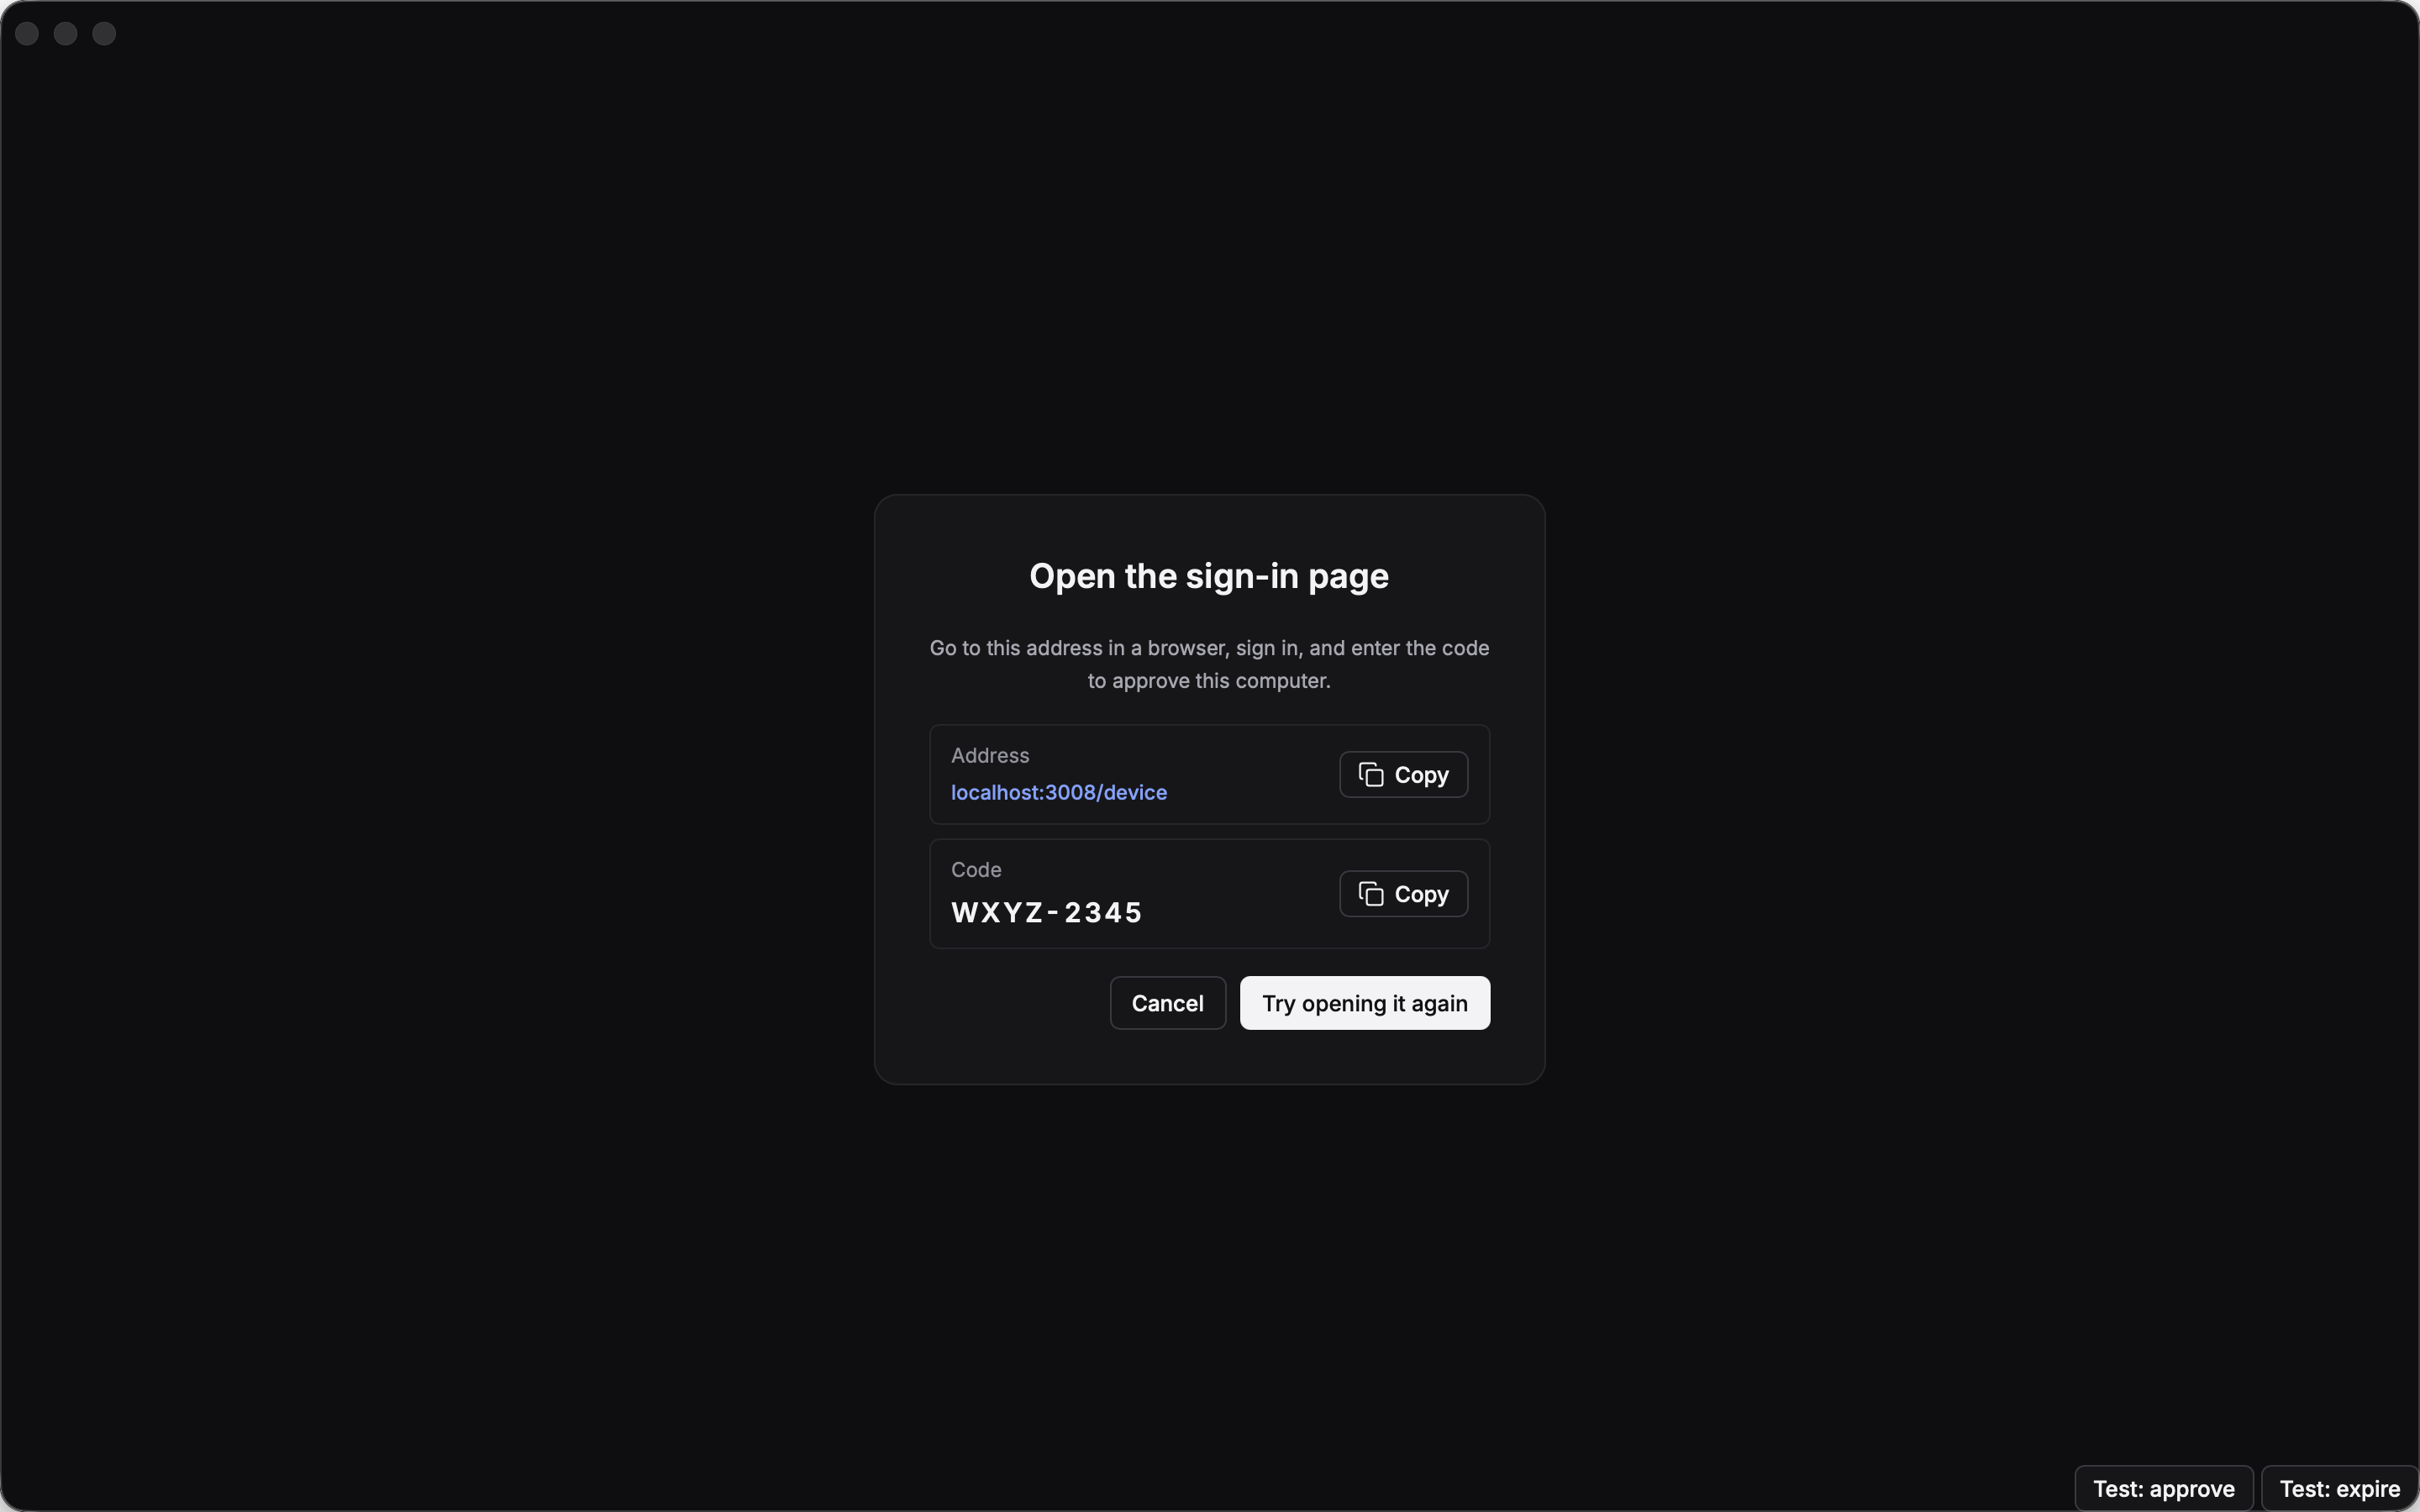 Open the sign-in page
Go to this address in a browser, sign in, and enter the code
to approve this computer.
Address
localhost:3008/device
Copy
Code
WXYZ-2345
Copy
Cancel
Try opening it again
Test: approve
Test: expire